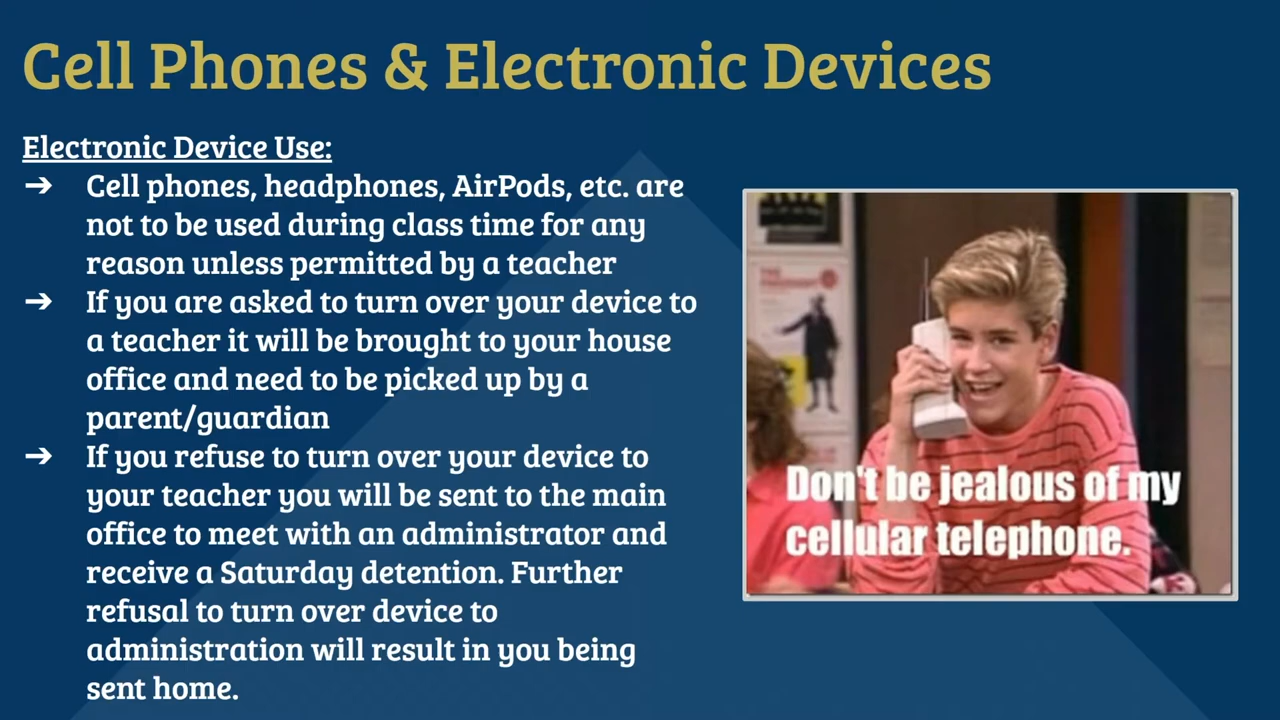 Cell Phones & Electronic Devices
Electronic Device Use:
➔ Cell phones, headphones, AirPods, etc. are
not to be used during class time for any
reason unless permitted by a teacher
➔ If you are asked to turn over your device to
a teacher it will be brought to your house
office and need to be picked up by a
parent/guardian
➔ If you refuse to turn over your device to
your teacher you will be sent to the main
office to meet with an administrator and
receive a Saturday detention. Further
refusal to turn over device to
administration will result in you being
sent home.
Don't be jealous of my
cellular telephone.